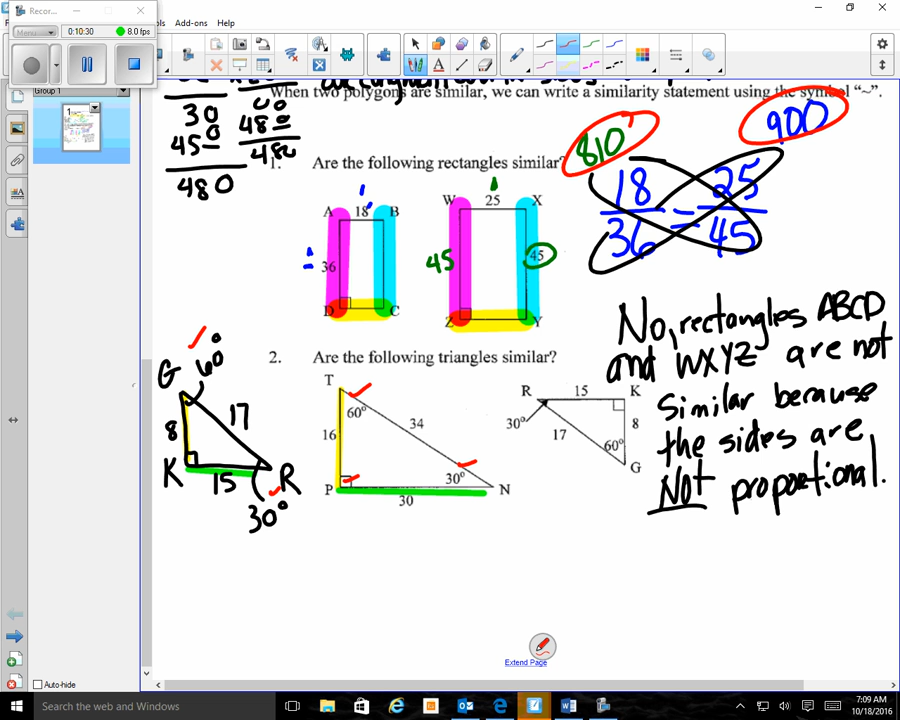 Recor...
Menu
0:10:30
8.0 fps
ols Add-ons Help
Group 1
1
When two polygons are similar, we can write a similarity statement using the symbol "~".
30
450
480
480
480
810
900
18 = 25
36 45
1. Are the following rectangles similar?
A 18 B
36
D C
W 25 X
45 45
Z Y
No, rectangles ABCD
and WXYZ are not
similar because
the sides are
NOT proportional.
2. Are the following triangles similar?
G 60°
8 17
K 15 R
30°
T
60°
16 34
30°
P 30 N
R 15 K
30° 8
17 60°
G
Extend Page
Auto-hide
Search the web and Windows
7:09 AM
10/18/2016